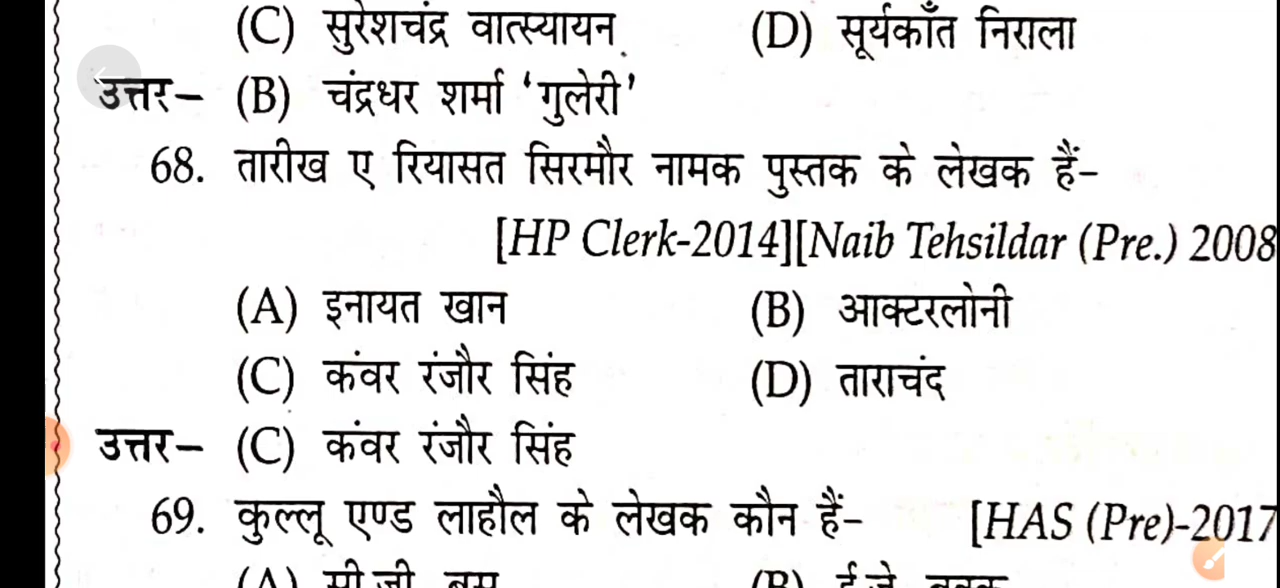 (C) सुरेशचंद्र वात्स्यायन (D) सूर्यकाँत निराला
उत्तर– (B) चंद्रधर शर्मा ‘गुलेरी’
68. तारीख ए रियासत सिरमौर नामक पुस्तक के लेखक हैं–
[HP Clerk-2014][Naib Tehsildar (Pre.) 2008
(A) इनायत खान (B) आक्टरलोनी
(C) कंवर रंजौर सिंह (D) ताराचंद
उत्तर– (C) कंवर रंजौर सिंह
69. कुल्लू एण्ड लाहौल के लेखक कौन हैं– [HAS (Pre)-2017
(A) (B)